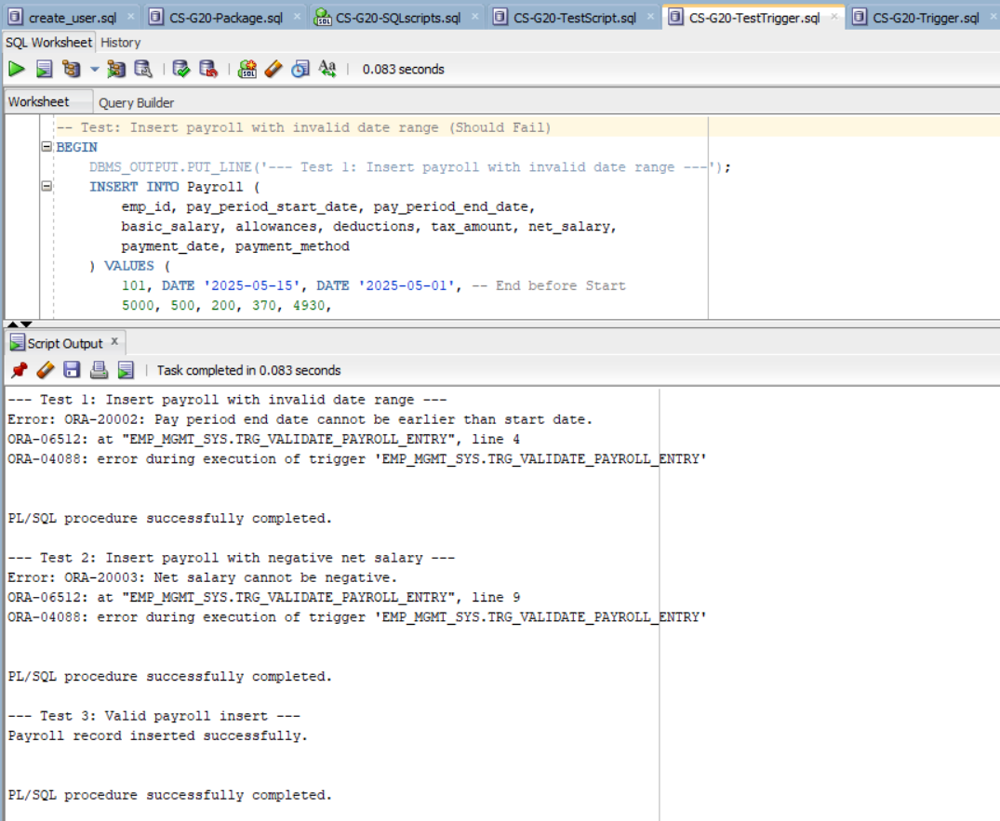 create_user.sql CS-G20-Package.sql CS-G20-SQLscripts.sql CS-G20-TestScript.sql CS-G20-TestTrigger.sql CS-G20-Trigger.sql
SQL Worksheet History
0.083 seconds
Worksheet Query Builder
-- Test: Insert payroll with invalid date range (Should Fail)
BEGIN
DBMS_OUTPUT.PUT_LINE('--- Test 1: Insert payroll with invalid date range ---');
INSERT INTO Payroll (
emp_id, pay_period_start_date, pay_period_end_date,
basic_salary, allowances, deductions, tax_amount, net_salary,
payment_date, payment_method
) VALUES (
101, DATE '2025-05-15', DATE '2025-05-01', -- End before Start
5000, 500, 200, 370, 4930,
Script Output
Task completed in 0.083 seconds
--- Test 1: Insert payroll with invalid date range ---
Error: ORA-20002: Pay period end date cannot be earlier than start date.
ORA-06512: at "EMP_MGMT_SYS.TRG_VALIDATE_PAYROLL_ENTRY", line 4
ORA-04088: error during execution of trigger 'EMP_MGMT_SYS.TRG_VALIDATE_PAYROLL_ENTRY'
PL/SQL procedure successfully completed.
--- Test 2: Insert payroll with negative net salary ---
Error: ORA-20003: Net salary cannot be negative.
ORA-06512: at "EMP_MGMT_SYS.TRG_VALIDATE_PAYROLL_ENTRY", line 9
ORA-04088: error during execution of trigger 'EMP_MGMT_SYS.TRG_VALIDATE_PAYROLL_ENTRY'
PL/SQL procedure successfully completed.
--- Test 3: Valid payroll insert ---
Payroll record inserted successfully.
PL/SQL procedure successfully completed.